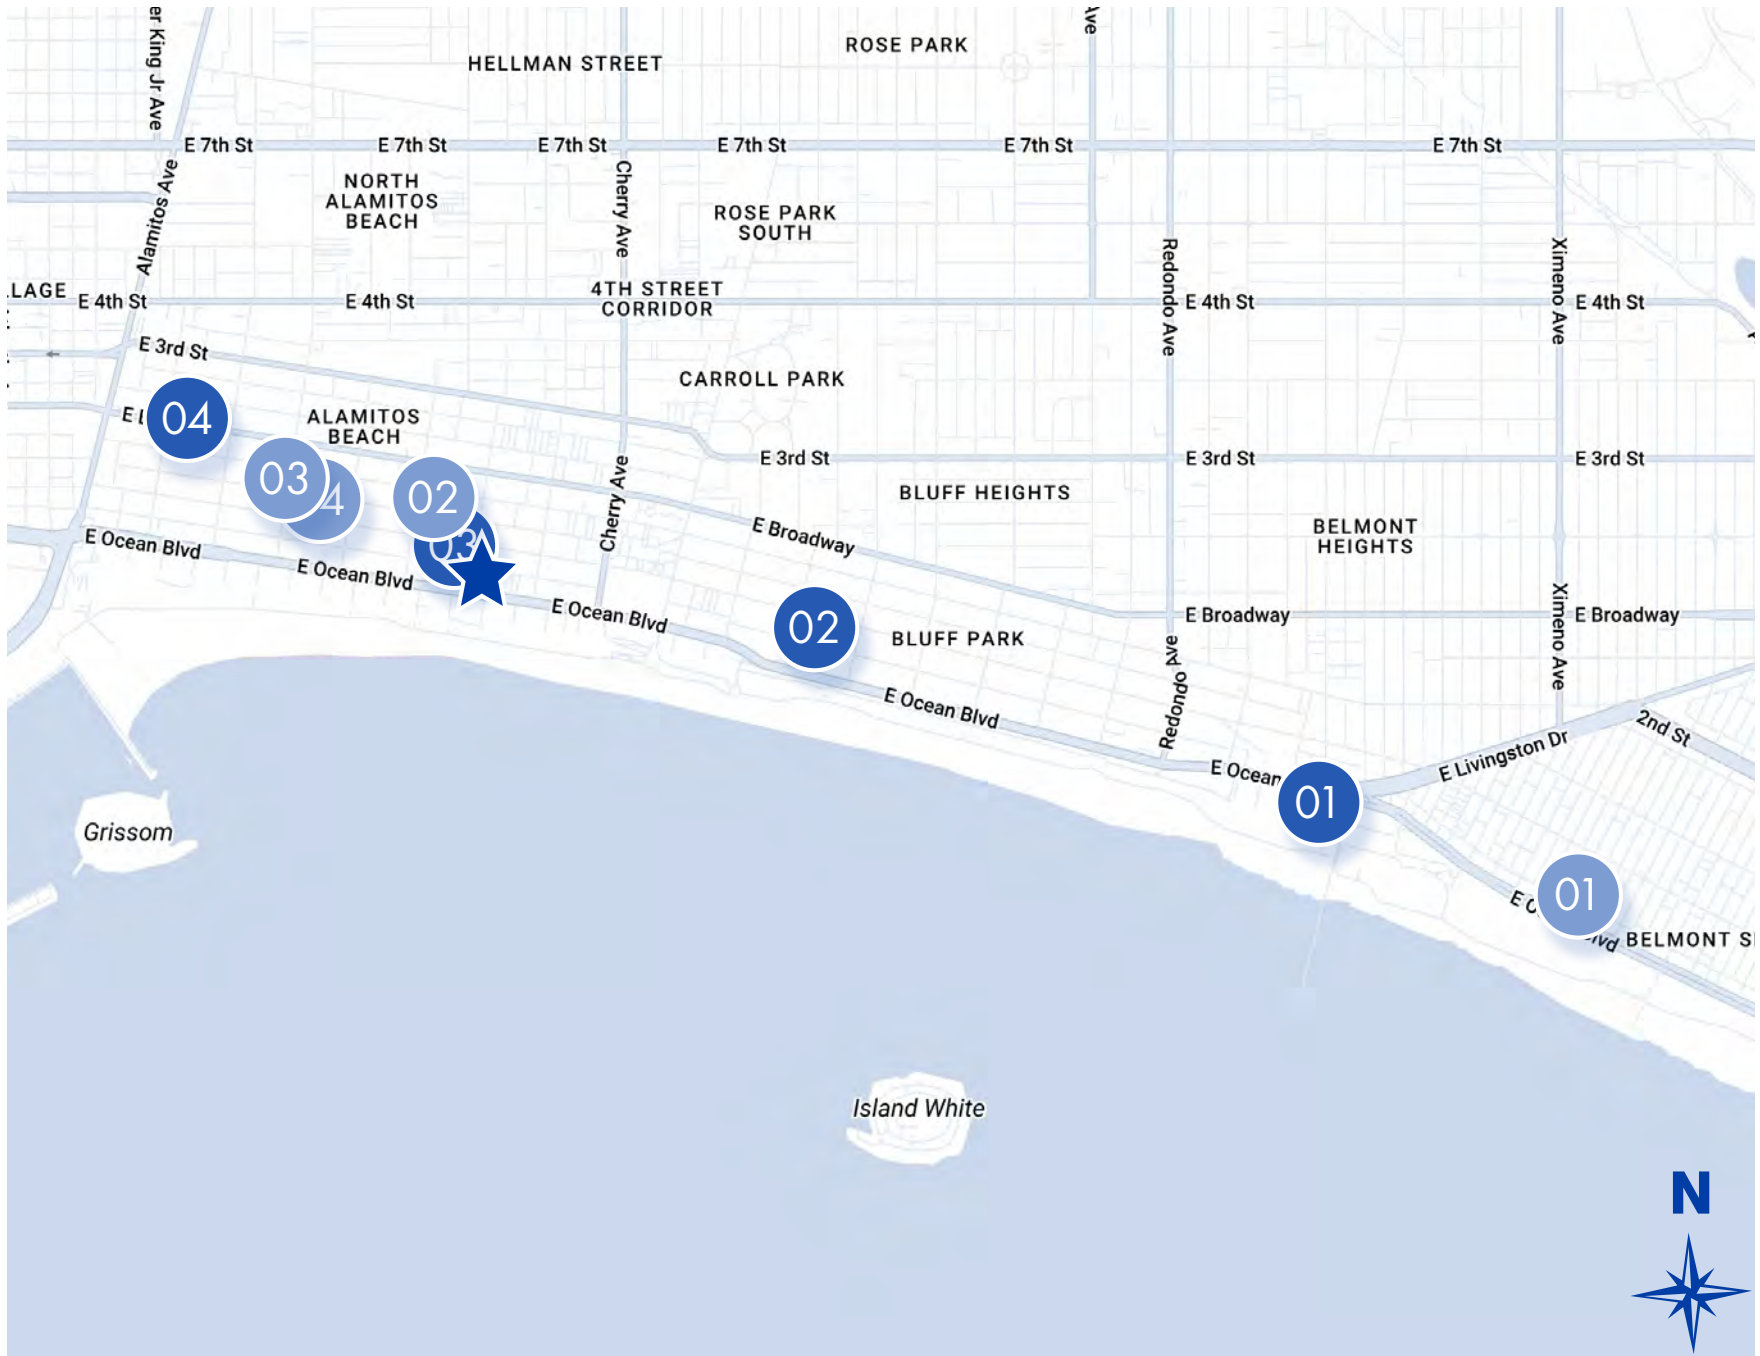 er King Jr Ave
Ave
ROSE PARK
HELLMAN STREET
E 7th St
E 7th St
E 7th St
E 7th St
E 7th St
E 7th St
Alamitos Ave
NORTH
ALAMITOS
BEACH
Cherry Ave
ROSE PARK
SOUTH
Redondo Ave
Ximeno Ave
LLAGE
E 4th St
E 4th St
4TH STREET
CORRIDOR
E 4th St
E 4th St
E 3rd St
CARROLL PARK
04
ALAMITOS
BEACH
E 3rd St
E 3rd St
E 3rd St
03
4
02
03
Cherry Ave
BLUFF HEIGHTS
E Broadway
BELMONT
HEIGHTS
E Ocean Blvd
E Ocean Blvd
E Ocean Blvd
02
BLUFF PARK
E Broadway
E Broadway
Redondo Ave
Ximeno Ave
E Ocean Blvd
2nd St
E Livingston Dr
E Ocean
01
Grissom
01
BELMONT
Island White
N